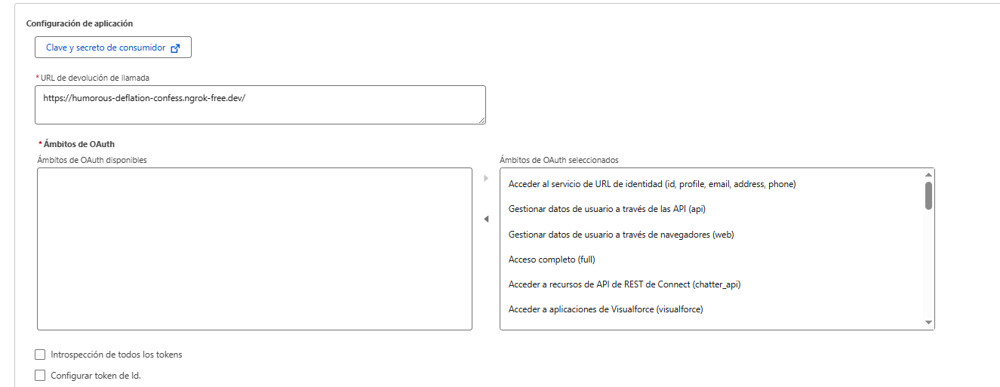 Configuración de aplicación
Clave y secreto de consumidor
* URL de devolución de llamada
https://humorous-deflation-confess.ngrok-free.dev/
* Ámbitos de OAuth
Ámbitos de OAuth disponibles
Ámbitos de OAuth seleccionados
Acceder al servicio de URL de identidad (id, profile, email, address, phone)
Gestionar datos de usuario a través de las API (api)
Gestionar datos de usuario a través de navegadores (web)
Acceso completo (full)
Acceder a recursos de API de REST de Connect (chatter_api)
Acceder a aplicaciones de Visualforce (visualforce)
Introspección de todos los tokens
Configurar token de Id.